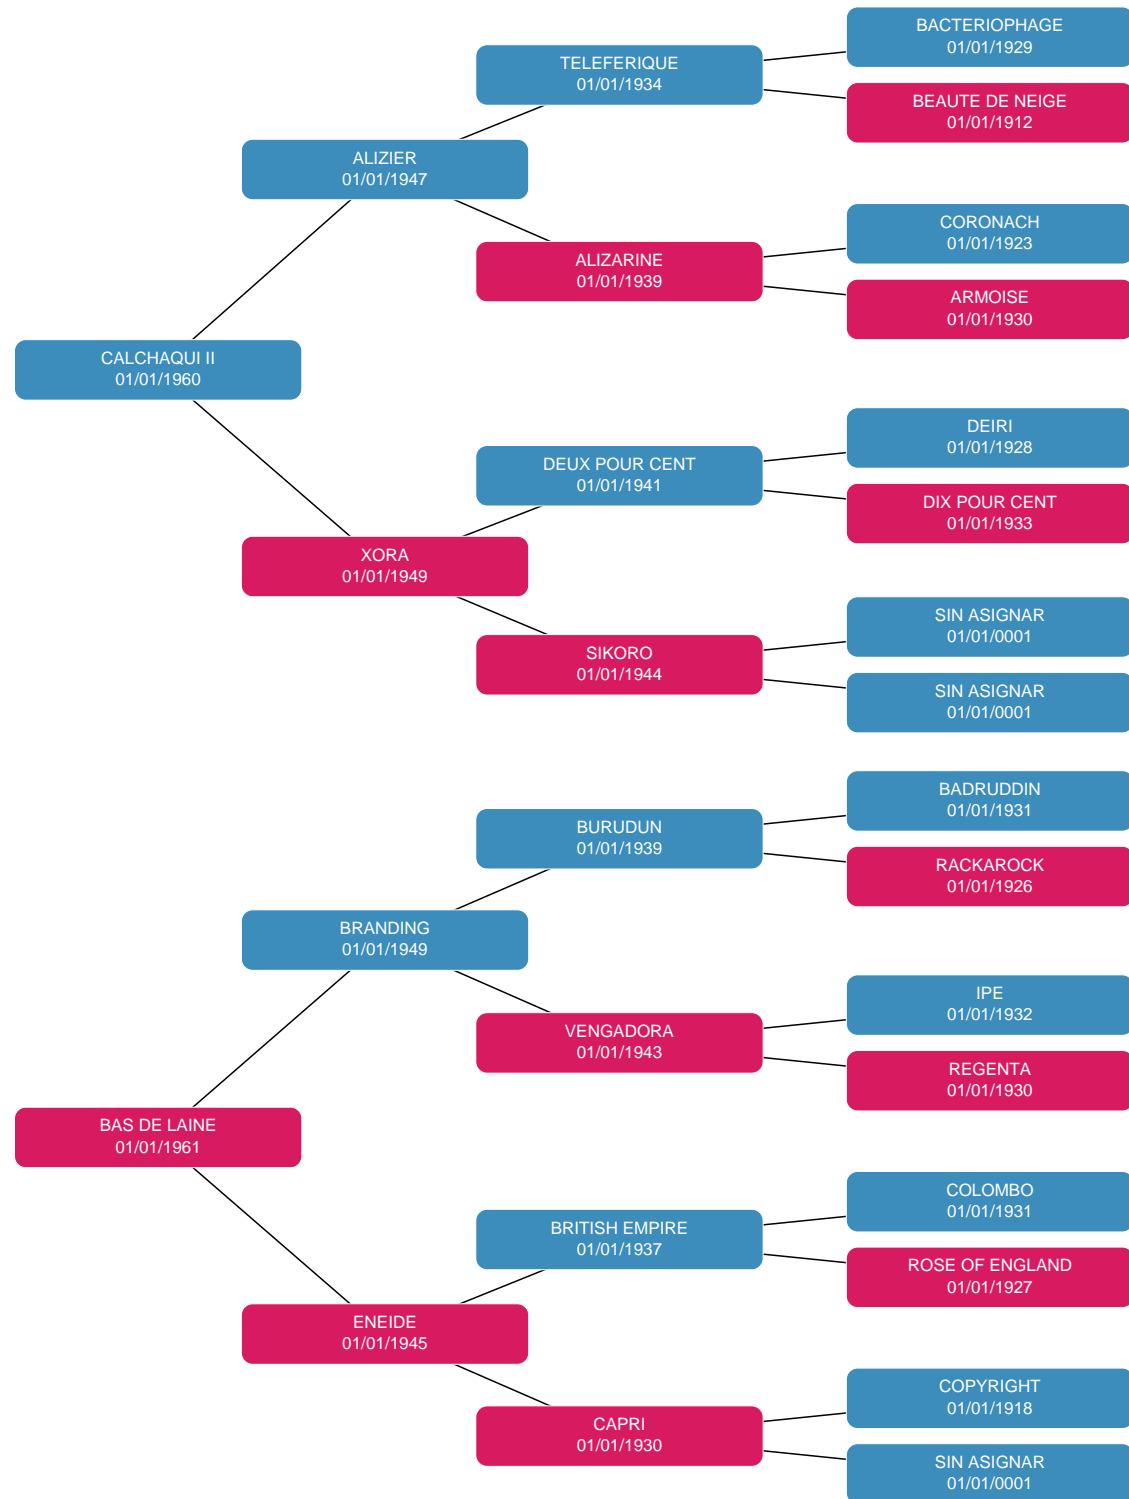 BACTERIOPHAGE
01/01/1929
TELEFERIQUE
01/01/1934
BEAUTE DE NEIGE
01/01/1912
ALIZIER
01/01/1947
CORONACH
01/01/1923
ALIZARINE
01/01/1939
ARMOISE
01/01/1930
CALCHAQUI II
01/01/1960
DEIRI
01/01/1928
DEUX POUR CENT
01/01/1941
DIX POUR CENT
01/01/1933
XORA
01/01/1949
SIN ASIGNAR
01/01/0001
SIKORO
01/01/1944
SIN ASIGNAR
01/01/0001
BADRUDDIN
01/01/1931
BURUDUN
01/01/1939
RACKAROCK
01/01/1926
BRANDING
01/01/1949
IPE
01/01/1932
VENGADORA
01/01/1943
REGENTA
01/01/1930
BAS DE LAINE
01/01/1961
COLOMBO
01/01/1931
BRITISH EMPIRE
01/01/1937
ROSE OF ENGLAND
01/01/1927
ENEIDE
01/01/1945
COPYRIGHT
01/01/1918
CAPRI
01/01/1930
SIN ASIGNAR
01/01/0001